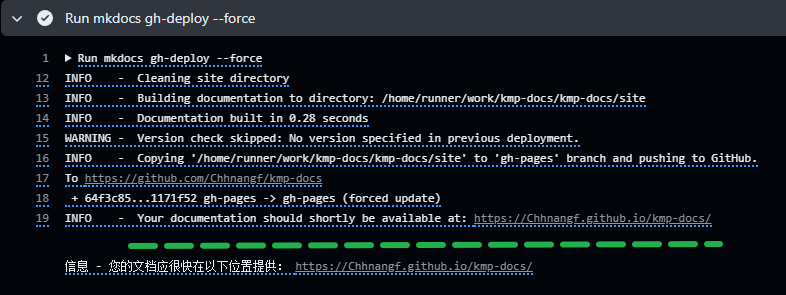 Run mkdocs gh-deploy --force
1 ▶ Run mkdocs gh-deploy --force
12 INFO - Cleaning site directory
13 INFO - Building documentation to directory: /home/runner/work/kmp-docs/kmp-docs/site
14 INFO - Documentation built in 0.28 seconds
15 WARNING - Version check skipped: No version specified in previous deployment.
16 INFO - Copying '/home/runner/work/kmp-docs/kmp-docs/site' to 'gh-pages' branch and pushing to GitHub.
17 To https://github.com/Chhnangf/kmp-docs
18 + 64f3c85...1171f52 gh-pages -> gh-pages (forced update)
19 INFO - Your documentation should shortly be available at: https://Chhnangf.github.io/kmp-docs/
信息 - 您的文档应很快在以下位置提供： https://Chhnangf.github.io/kmp-docs/